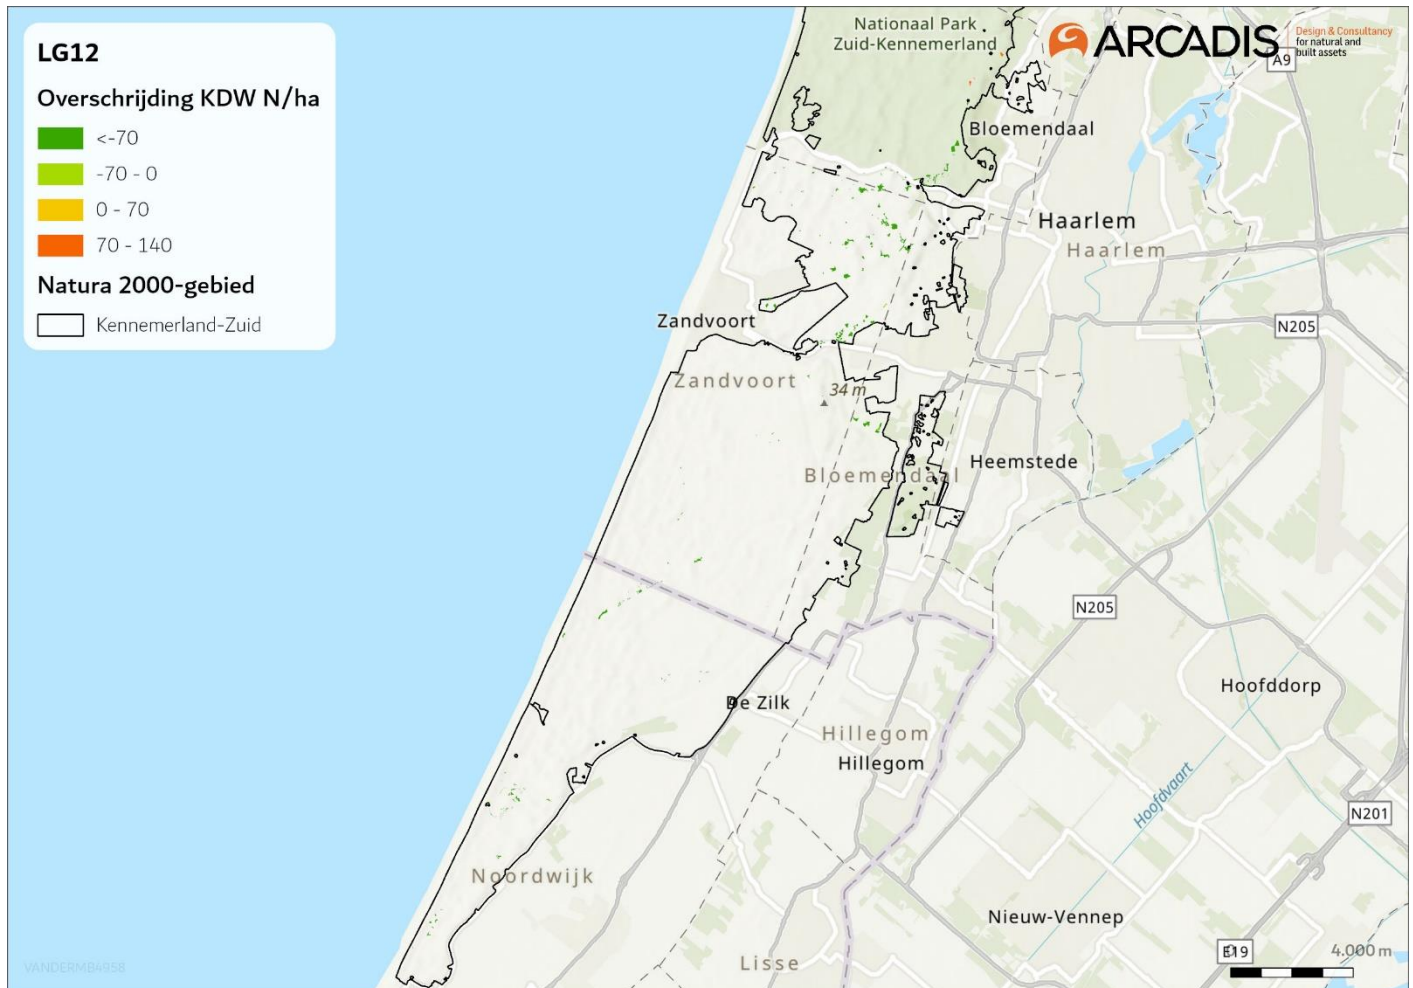 LG12
Overschrijding KDW N/ha
<-70
-70 - 0
0 - 70
70 - 140
Natura 2000-gebied
Kennemerland-Zuid
Nationaal Park
Zuid-Kennemerland
ARCADIS
Design & Consultancy
for natural and
built assets
A9
Bloemendaal
Haarlem
Haarlem
Zandvoort
N205
Zandvoort
34 m
Heemstede
Bloemendaal
N205
Hoofddorp
De Zilk
Hillegom
Hillegom
Hoofdvaart
N201
Noordwijk
Nieuw-Vennep
Lisse
E19
0
4.000 m
VANDERMB4958